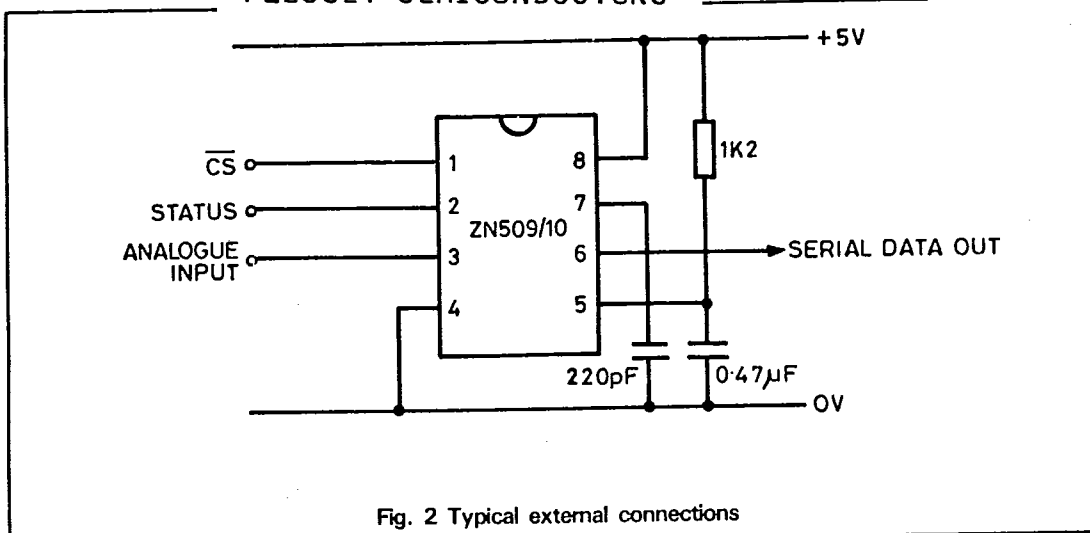 SEMICONDUCTORS
+5V
1K2
CS
1
8
STATUS
2
7
ZN509/10
ANALOGUE
INPUT
3
6
SERIAL DATA OUT
4
5
220pF
0·47µF
0V
Fig. 2 Typical external connections